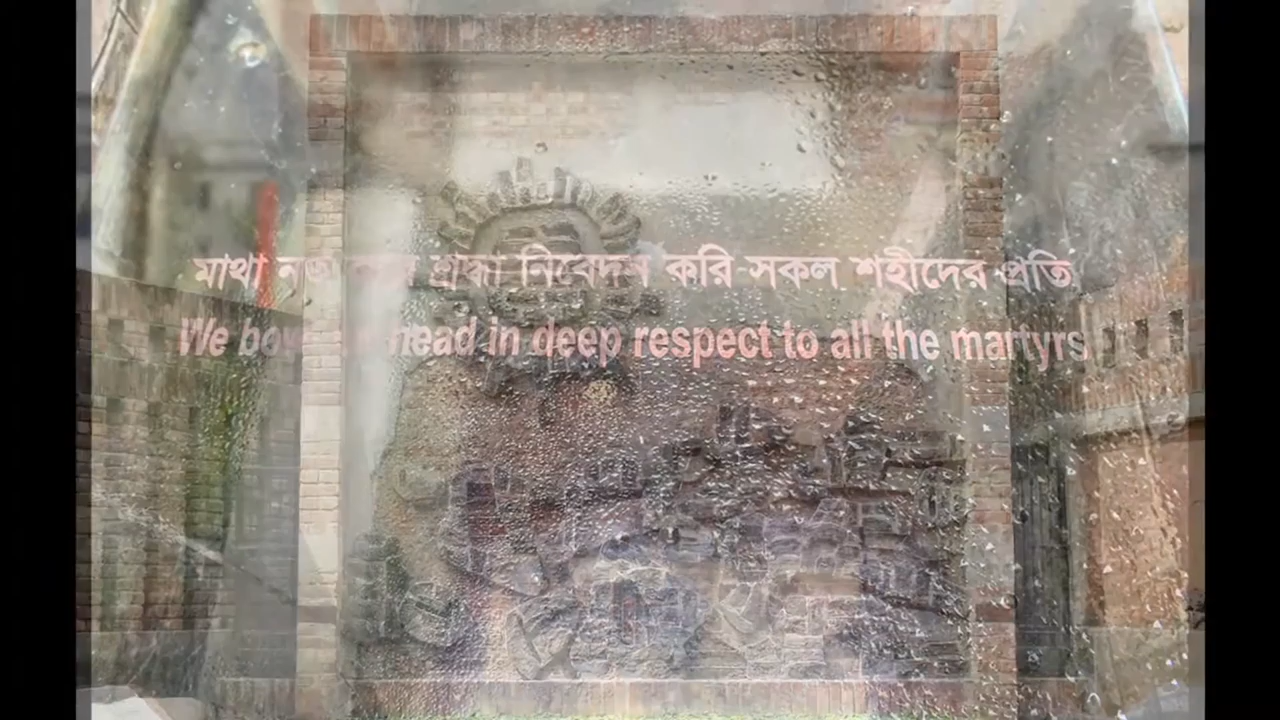 মাথা শ্রদ্ধা নিবেদন করি সকল শহীদের প্রতি
We head in deep respect to all the martyrs